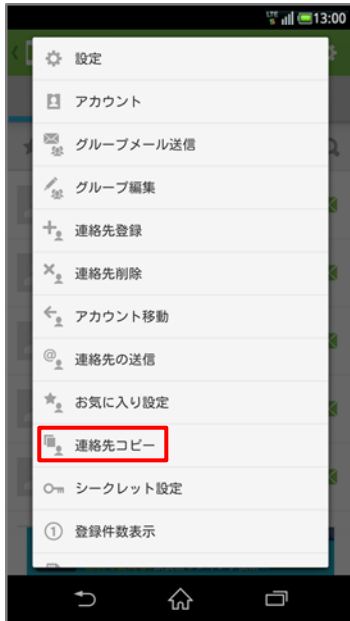 LTE 13:00
設定
アカウント
グループメール送信
グループ編集
連絡先登録
連絡先削除
アカウント移動
連絡先の送信
お気に入り設定
連絡先コピー
シークレット設定
1 登録件数表示